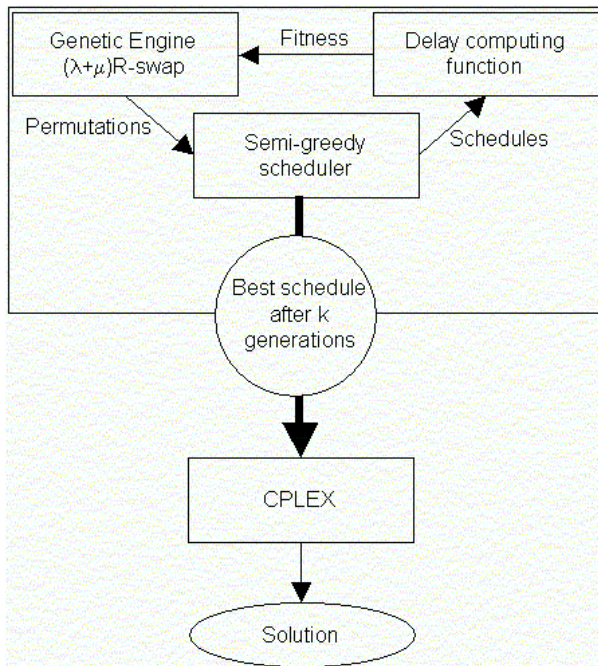 Genetic Engine
(λ+μ)R-swap
Fitness
Delay computing
function
Permutations
Semi-greedy
scheduler
Schedules
Best schedule
after k
generations
CPLEX
Solution